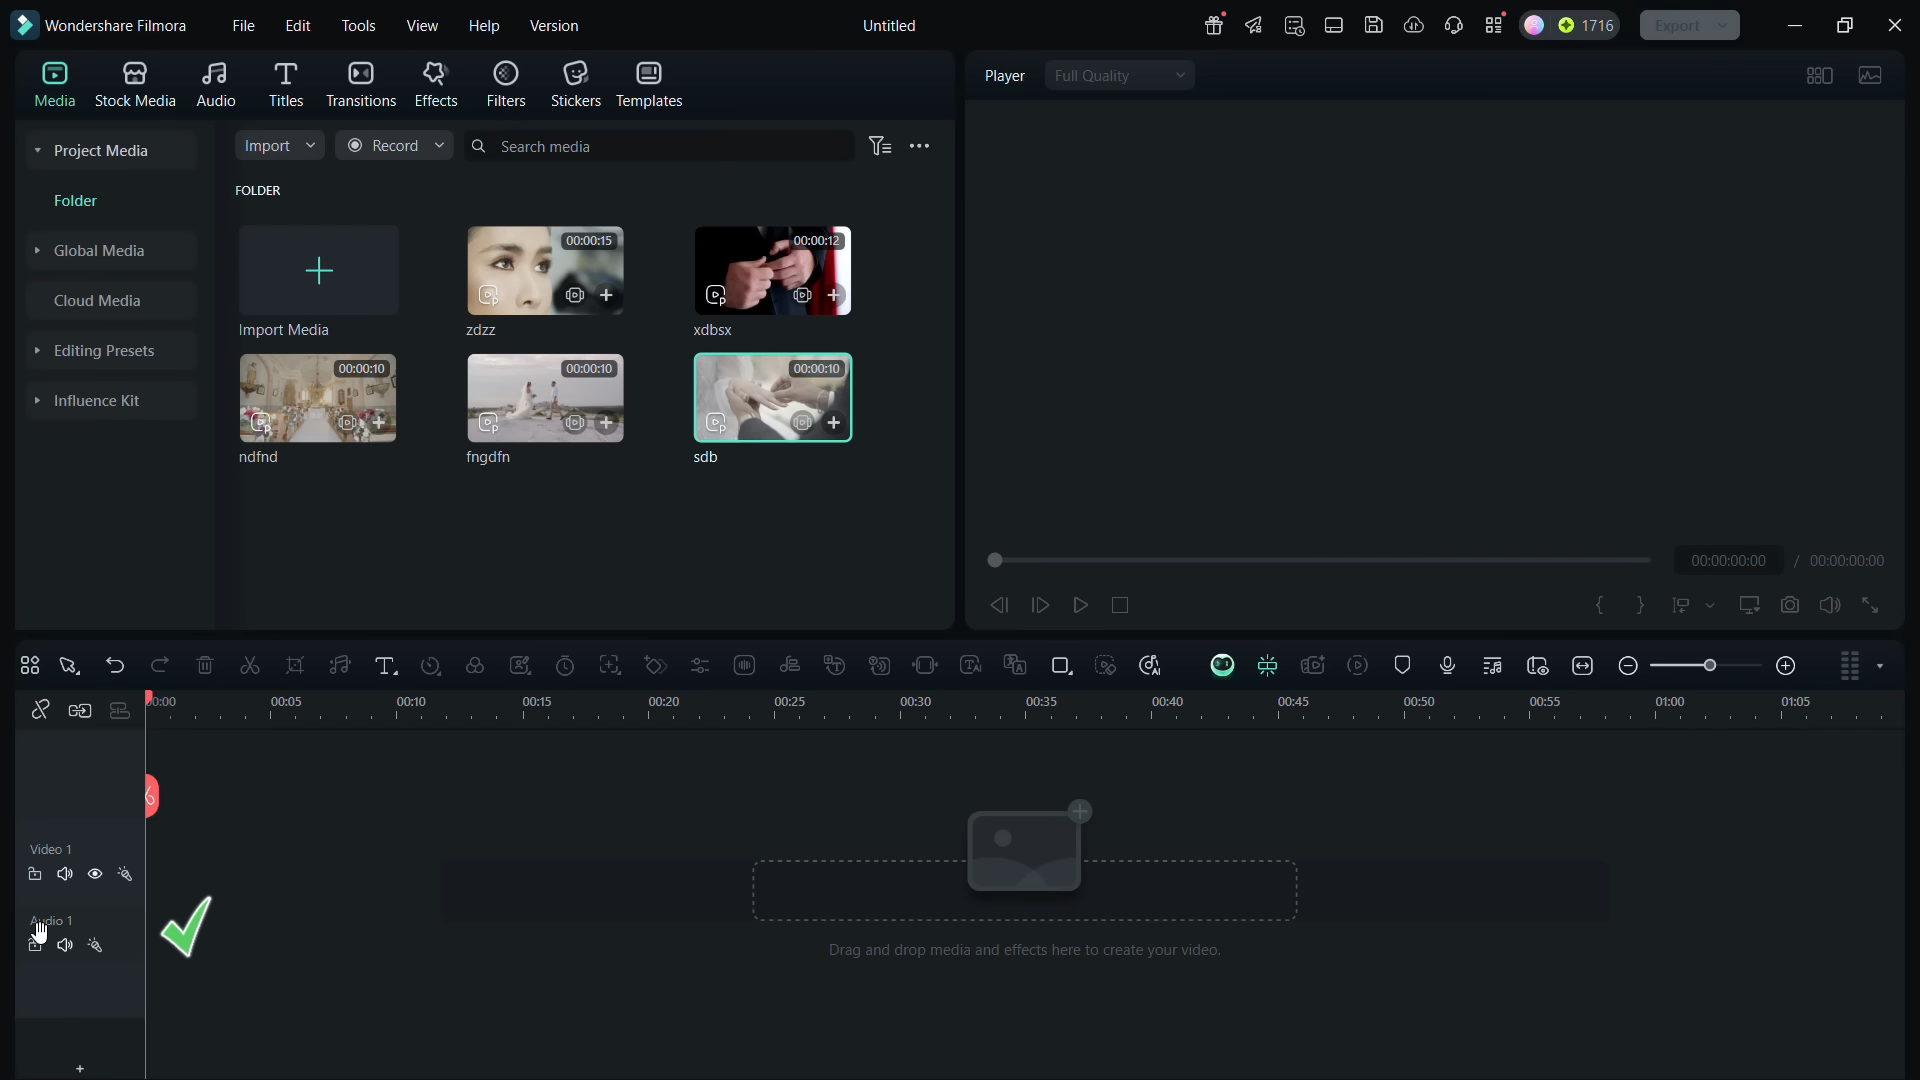 Wondershare Filmora File Edit Tools View Help Version Untitled 1716 Export
Media Stock Media Audio Titles Transitions Effects Filters Stickers Templates
Player Full Quality
Project Media
Folder
Global Media
Cloud Media
Editing Presets
Influence Kit
Import Record Search media
FOLDER
00:00:15 00:00:12
Import Media zdzz xdbsx
00:00:10 00:00:10 00:00:10
ndfnd fngdfn sdb
00:00:00:00 / 00:00:00:00
00:05 00:10 00:15 00:20 00:25 00:30 00:35 00:40 00:45 00:50 00:55 01:00 01:05
Video 1
Audio 1
Drag and drop media and effects here to create your video.